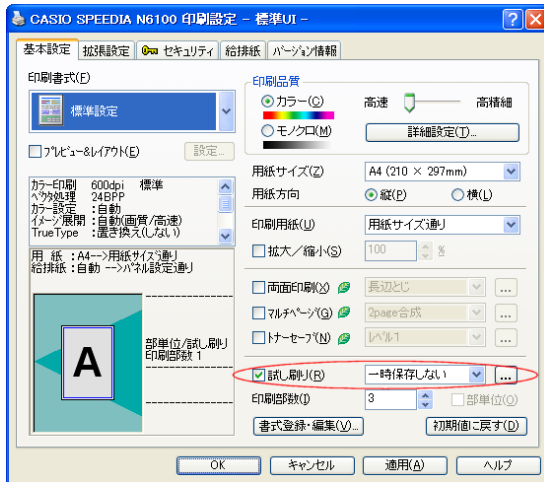 CASIO SPEEDIA N6100 印刷設定 - 標準UI -
基本設定 拡張設定 セキュリティ 給排紙 バージョン情報
印刷書式(F)
標準設定
プレビュー&レイアウト(E) 設定...
カラー印刷 600dpi 標準
ベクタ処理 24BPP
カラー設定 :自動
イメージ展開 :自動(画質/高速)
TrueType :置き換え(しない)
用 紙 :A4-->用紙サイズ通り
給排紙:自動 -->パネル設定通り
A
部単位/試し刷り
印刷部数 1
印刷品質
カラー(C) 高速 高精細
モノクロ(M) 詳細設定(T)...
用紙サイズ(Z) A4 (210 × 297mm)
用紙方向 縦(P) 横(L)
印刷用紙(U) 用紙サイズ通り
拡大/縮小(S) 100 %
両面印刷(X) 長辺とじ ...
マルチページ(G) 2page合成 ...
トナーセーブ(N) レベル1 ...
試し刷り(R) 一時保存しない ...
印刷部数(I) 3 部単位(O)
書式登録・編集(V)... 初期値に戻す(D)
OK キャンセル 適用(A) ヘルプ